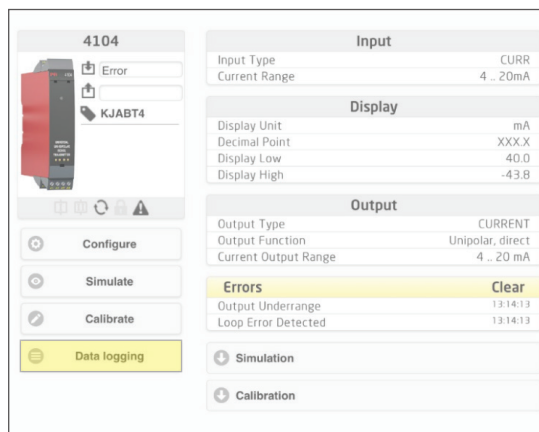 4104
Error
KJABT4
Configure
Simulate
Calibrate
Data logging
Input
Input Type CURR
Current Range 4 .. 20mA
Display
Display Unit mA
Decimal Point XXX.X
Display Low 40.0
Display High -43.8
Output
Output Type CURRENT
Output Function Unipolar, direct
Current Output Range 4 .. 20 mA
Errors Clear
Output Underrange 13:14:13
Loop Error Detected 13:14:13
Simulation
Calibration